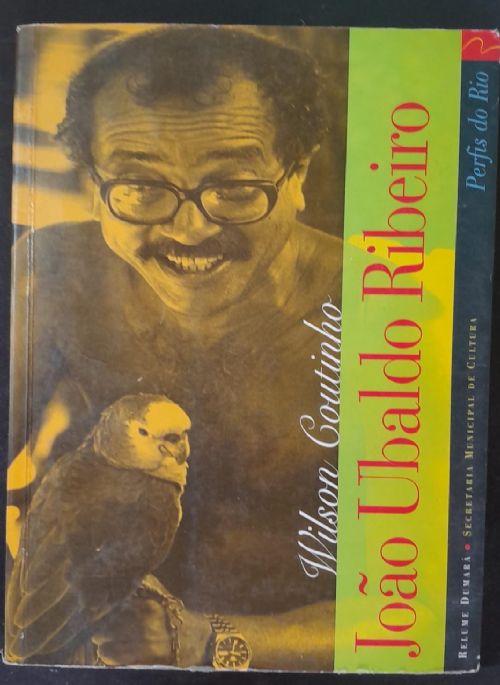 Wilson Coutinho
João Ubaldo Ribeiro
Perfis do Rio
RELUME DUMARÁ • SECRETARIA MUNICIPAL DE CULTURA